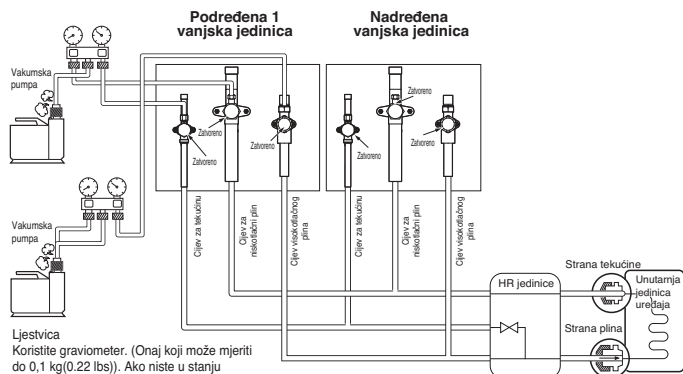 Podređena 1
vanjska jedinica
Nadređena
vanjska jedinica
Vakumska
pumpa
Zatvoreno
Zatvoreno
Zatvoreno
Zatvoreno
Zatvoreno
Zatvoreno
Cijev za tekućinu
Cijev za
niskotlačni plin
Cijev visokotlačnog
plina
Cijev za tekućinu
Cijev za
niskotlačni plin
Cijev visokotlačnog
plina
Vakumska
pumpa
HR jedinice
Strana tekućine
Unutarnja
jedinica
uređaja
Strana plina
Ljestvica
Koristite graviometer. (Onaj koji može mjeriti
do 0,1 kg(0.22 lbs)). Ako niste u stanju